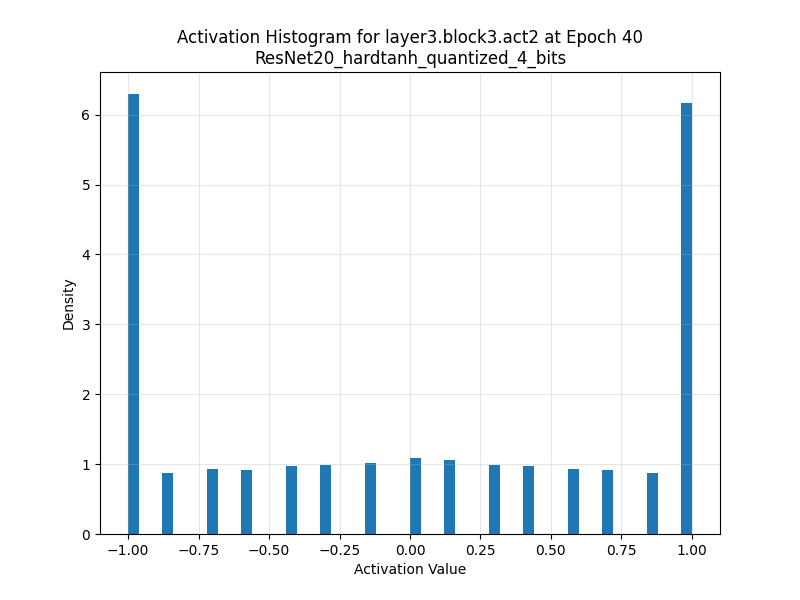 Activation Histogram for layer3.block3.act2 at Epoch 40
ResNet20_hardtanh_quantized_4_bits
6
5
4
3
2
1
0
Density
−1.00 −0.75 −0.50 −0.25 0.00 0.25 0.50 0.75 1.00
Activation Value